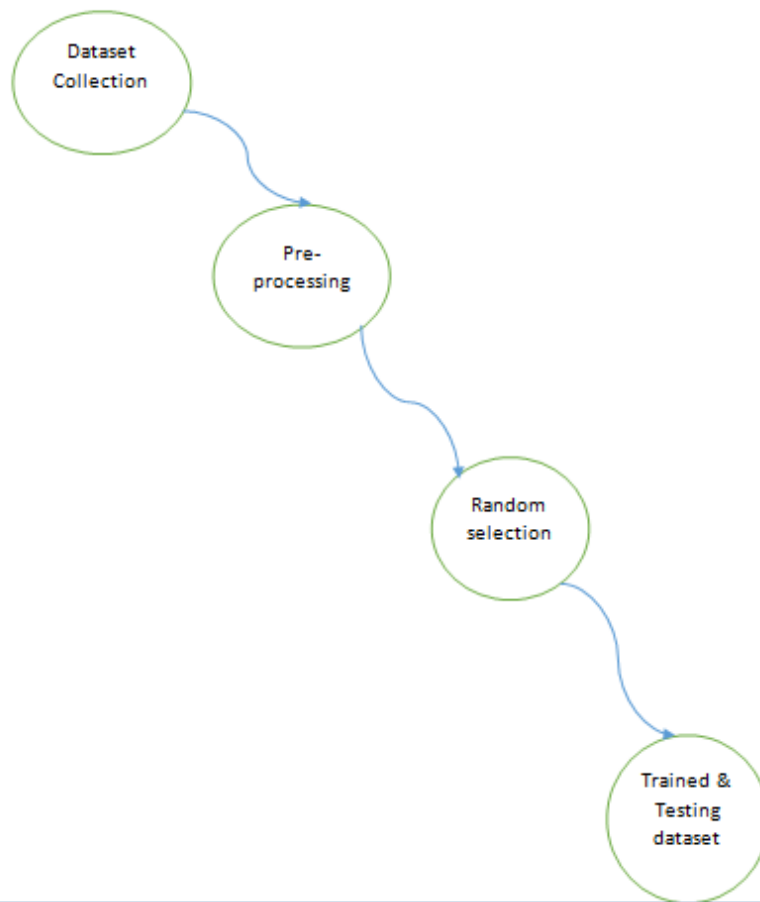 Dataset
Collection
Pre-
processing
Random
selection
Trained &
Testing
dataset